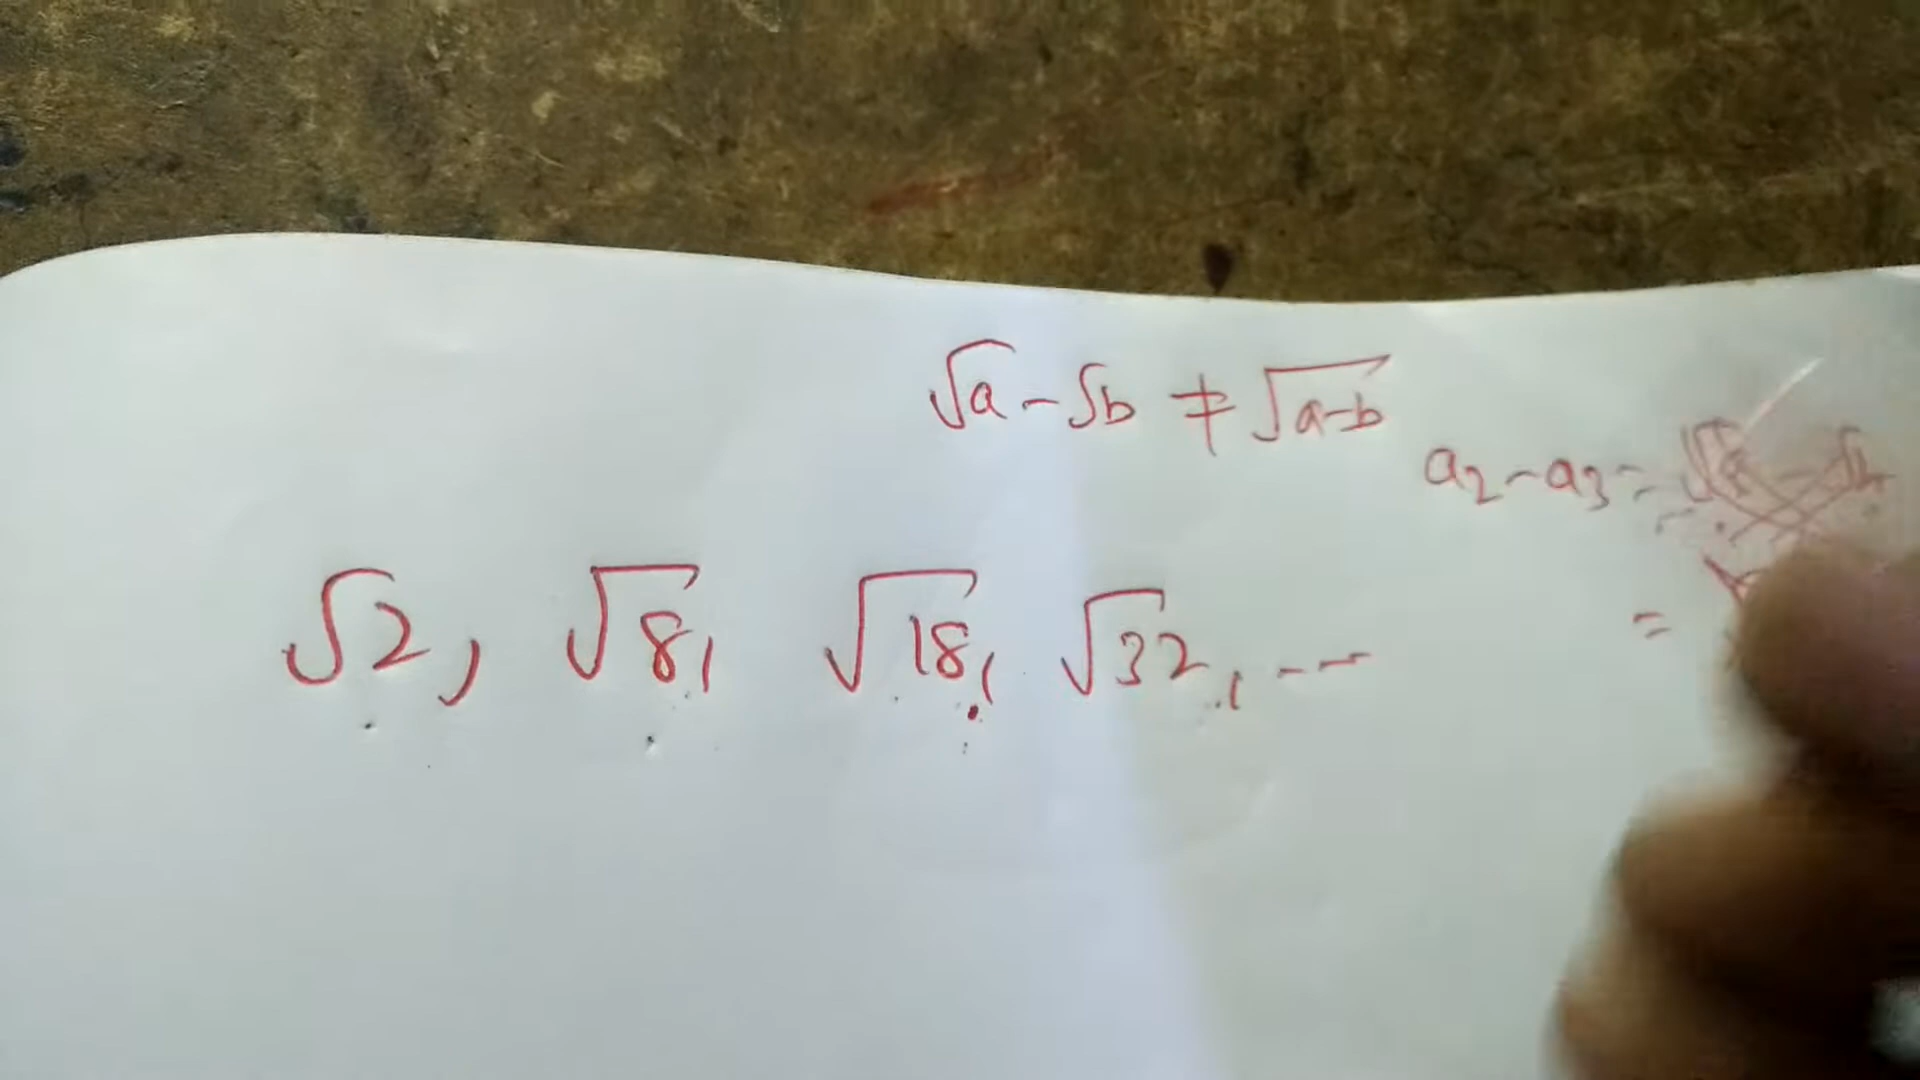 √a - √b ≠ √a-b
a2 - a3 =
√2, √8, √18, √32, ---
=